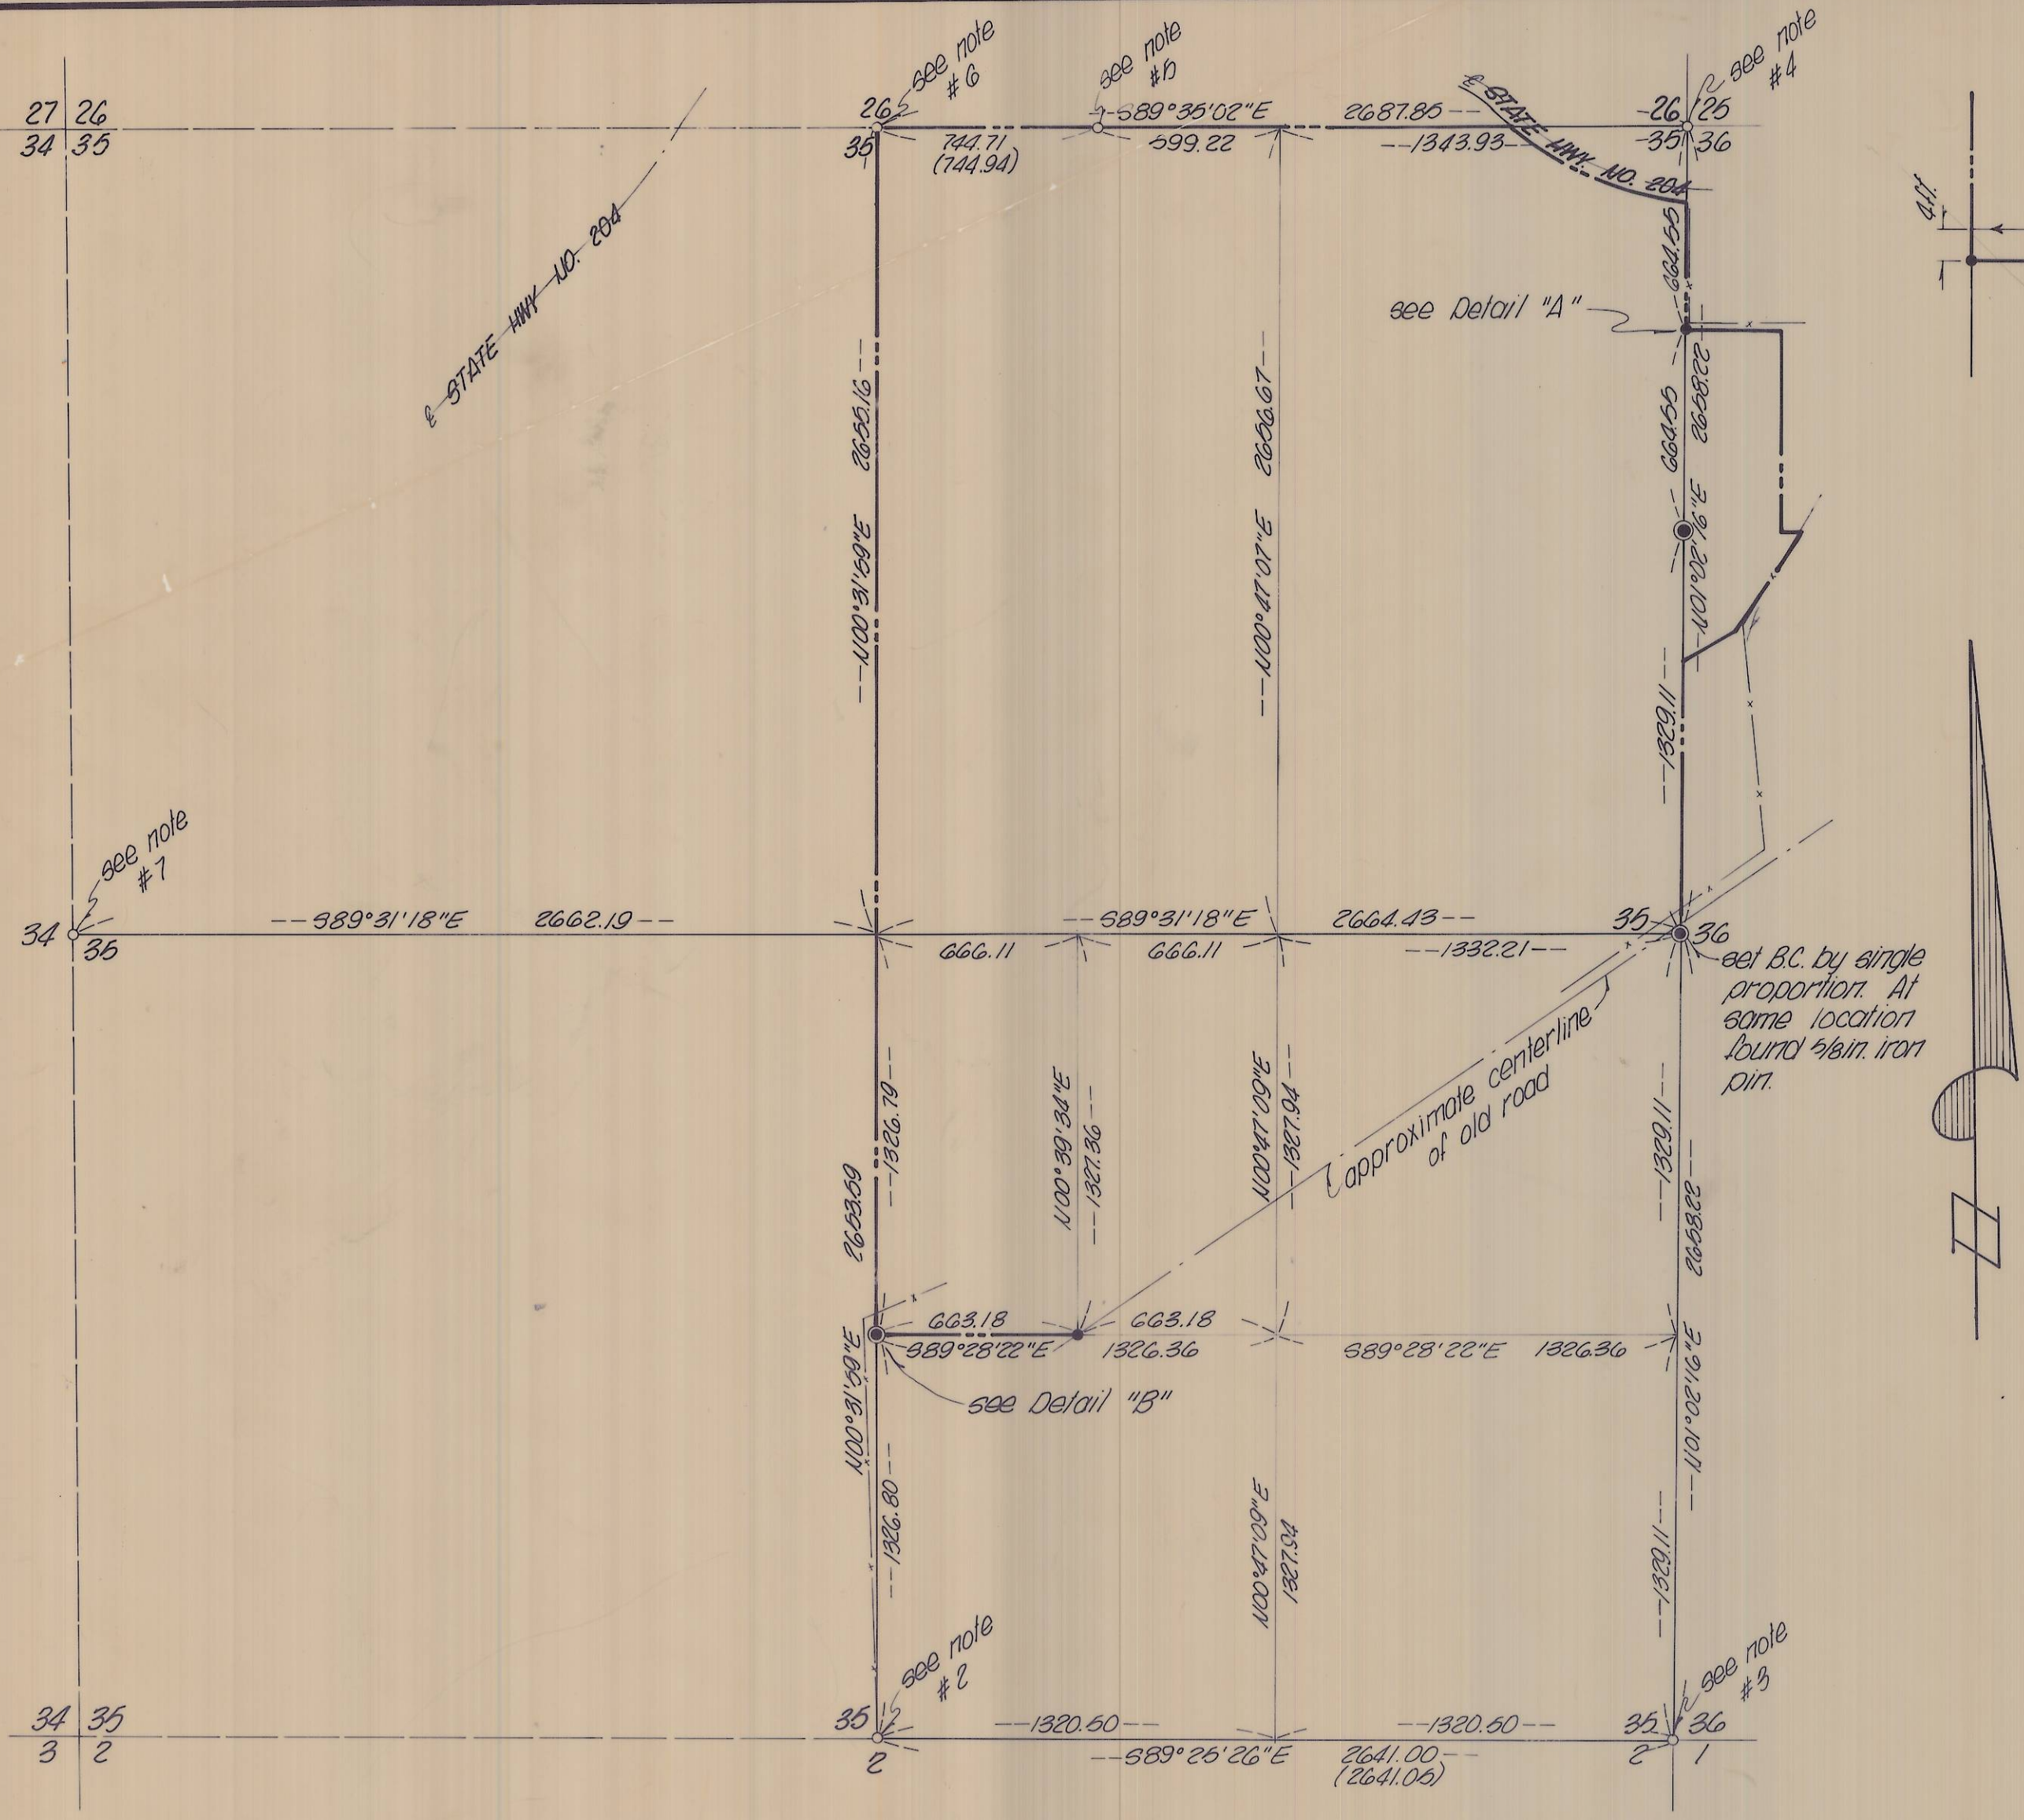 see note
#6
see note
#5
see note
#4
27 26
34 35
26
35
S89°35'02"E 2687.85
744.71
(744.94)
599.22
1343.93
26 25
35 36
℄ STATE HWY. NO. 204
℄ STATE HWY NO. 204
4ft.
664.55
see Detail "A"
2658.22
N01°02'16"E
664.55
2655.16
N00°31'59"E
2656.67
N00°47'07"E
1329.11
see note
#7
34
35
S89°31'18"E 2662.19
S89°31'18"E 2664.43
666.11
666.11
1332.21
35 36
set B.C. by single
proportion. At
same location
found 5/8in. iron
pin.
approximate centerline
of old road
1326.79
2653.59
N00°39'34"E
1327.36
N00°47'09"E
1327.94
1329.11
2658.22
N01°02'16"E
663.18
663.18
S89°28'22"E 1326.36
S89°28'22"E 1326.36
see Detail "B"
N00°31'59"E
1326.80
N00°47'09"E
1327.94
1329.11
see note
#2
see note
#3
34 35
3 2
35
2
1320.50
1320.50
S89°25'26"E 2641.00
(2641.05)
35 36
2 1